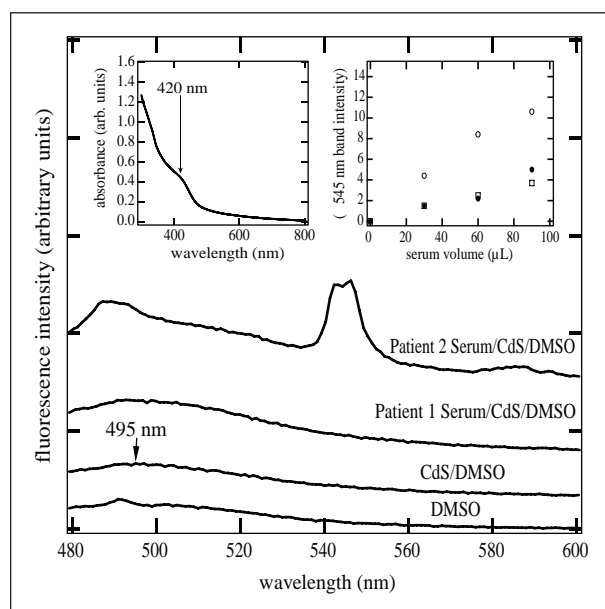 1.6
1.4
1.2
1.0
0.8
0.6
0.4
0.2
0.0
absorbance (arb. units)
420 nm
400
600
800
wavelength (nm)
14
12
10
8
6
4
2
0
( 545 nm band intensity)
0
20
40
60
80
100
serum volume (µL)
fluorescence intensity (arbitrary units)
Patient 2 Serum/CdS/DMSO
Patient 1 Serum/CdS/DMSO
495 nm
CdS/DMSO
DMSO
480
500
520
540
560
580
600
wavelength (nm)